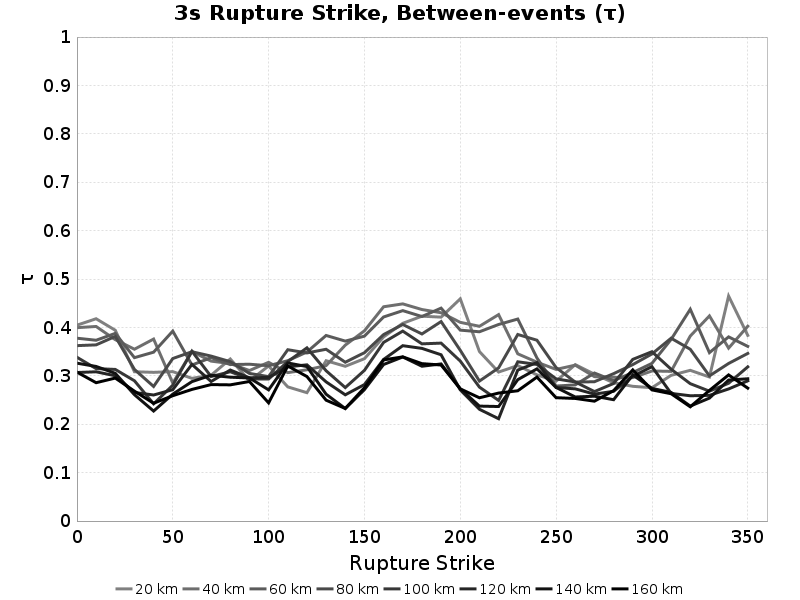 3s Rupture Strike, Between-events (τ)
1
0.9
0.8
0.7
0.6
0.5
0.4
0.3
0.2
0.1
0
τ
0 50 100 150 200 250 300 350
Rupture Strike
20 km 40 km 60 km 80 km 100 km 120 km 140 km 160 km